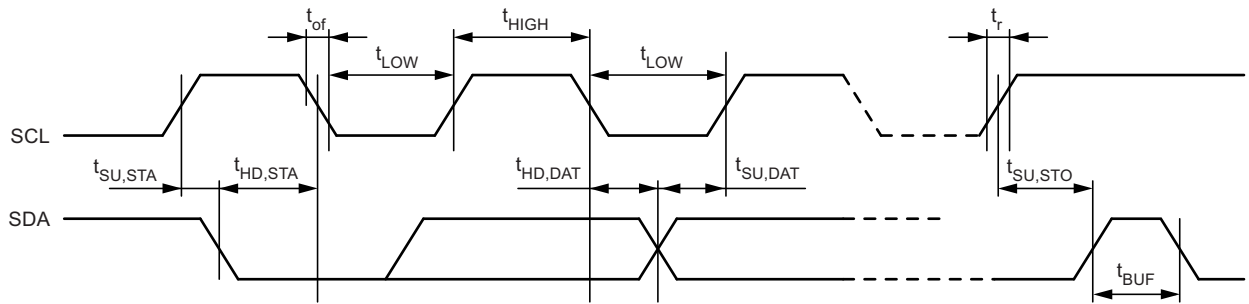 tof
tHIGH
tr
tLOW
tLOW
SCL
tSU,STA
tHD,STA
tHD,DAT
tSU,DAT
tSU,STO
SDA
tBUF